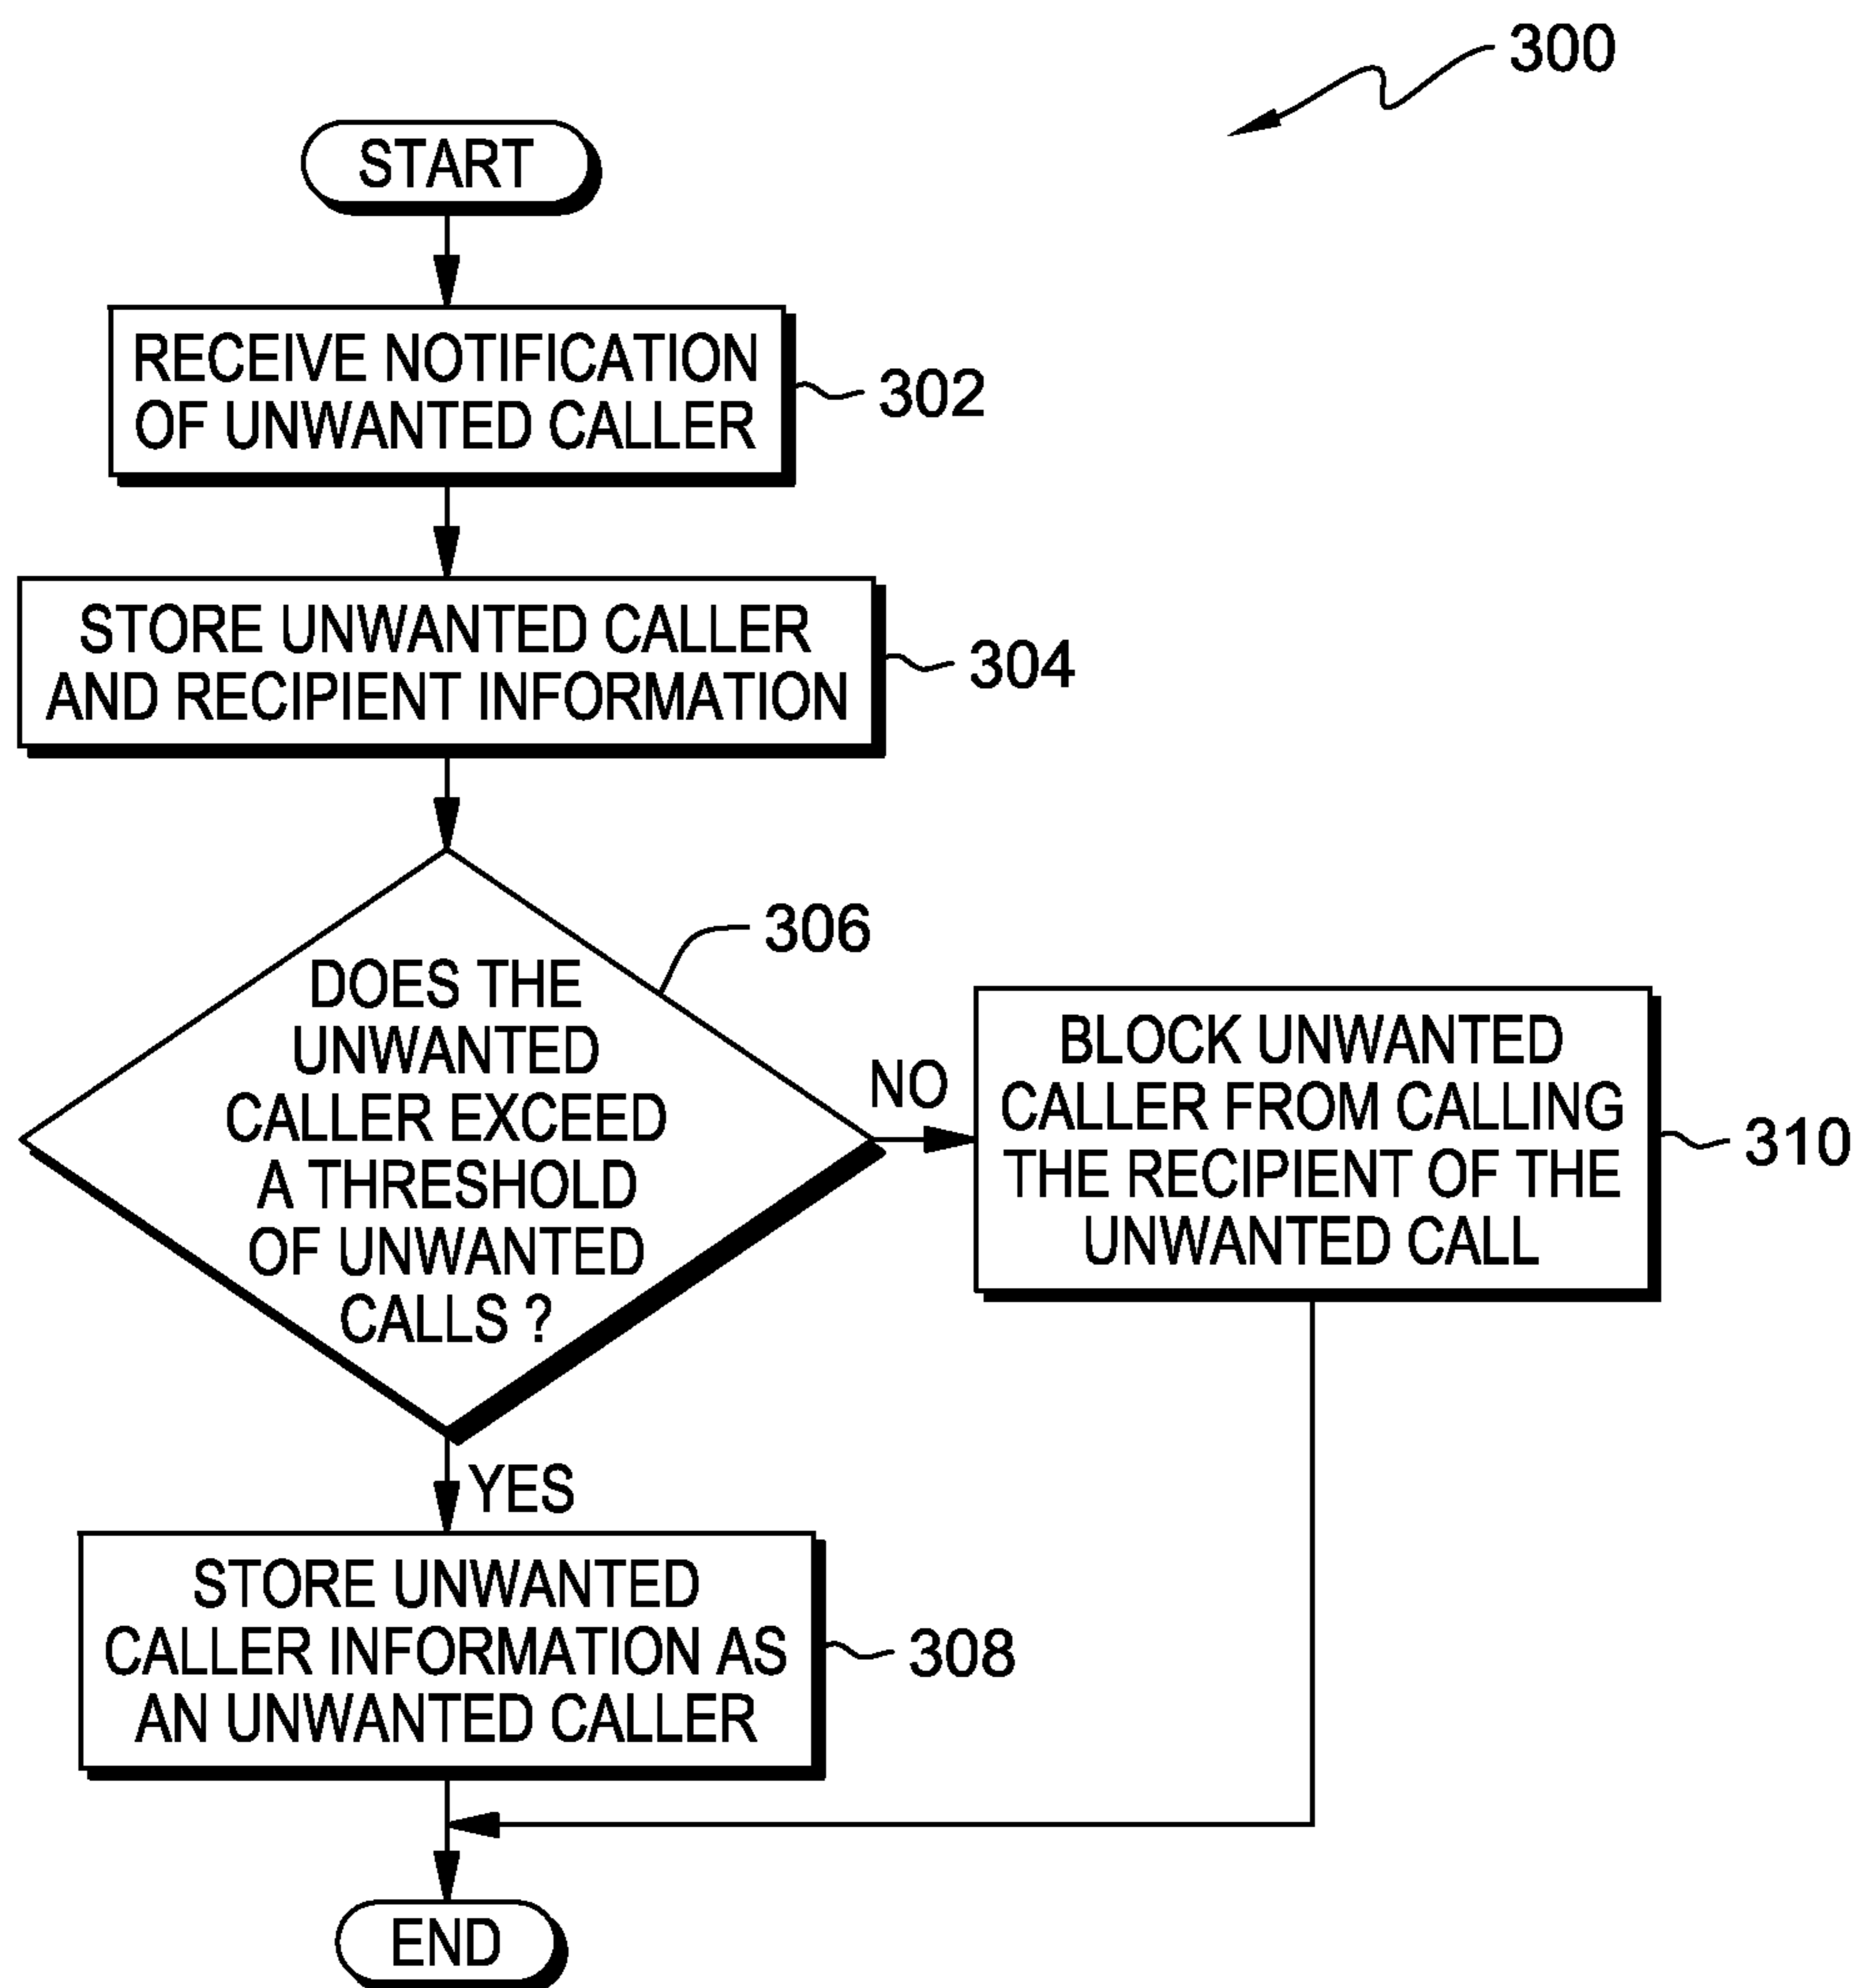 300
START
RECEIVE NOTIFICATION
OF UNWANTED CALLER
302
STORE UNWANTED CALLER
AND RECIPIENT INFORMATION
304
306
DOES THE
UNWANTED
CALLER EXCEED
A THRESHOLD
OF UNWANTED
CALLS ?
NO
BLOCK UNWANTED
CALLER FROM CALLING
THE RECIPIENT OF THE
UNWANTED CALL
310
YES
STORE UNWANTED
CALLER INFORMATION AS
AN UNWANTED CALLER
308
END